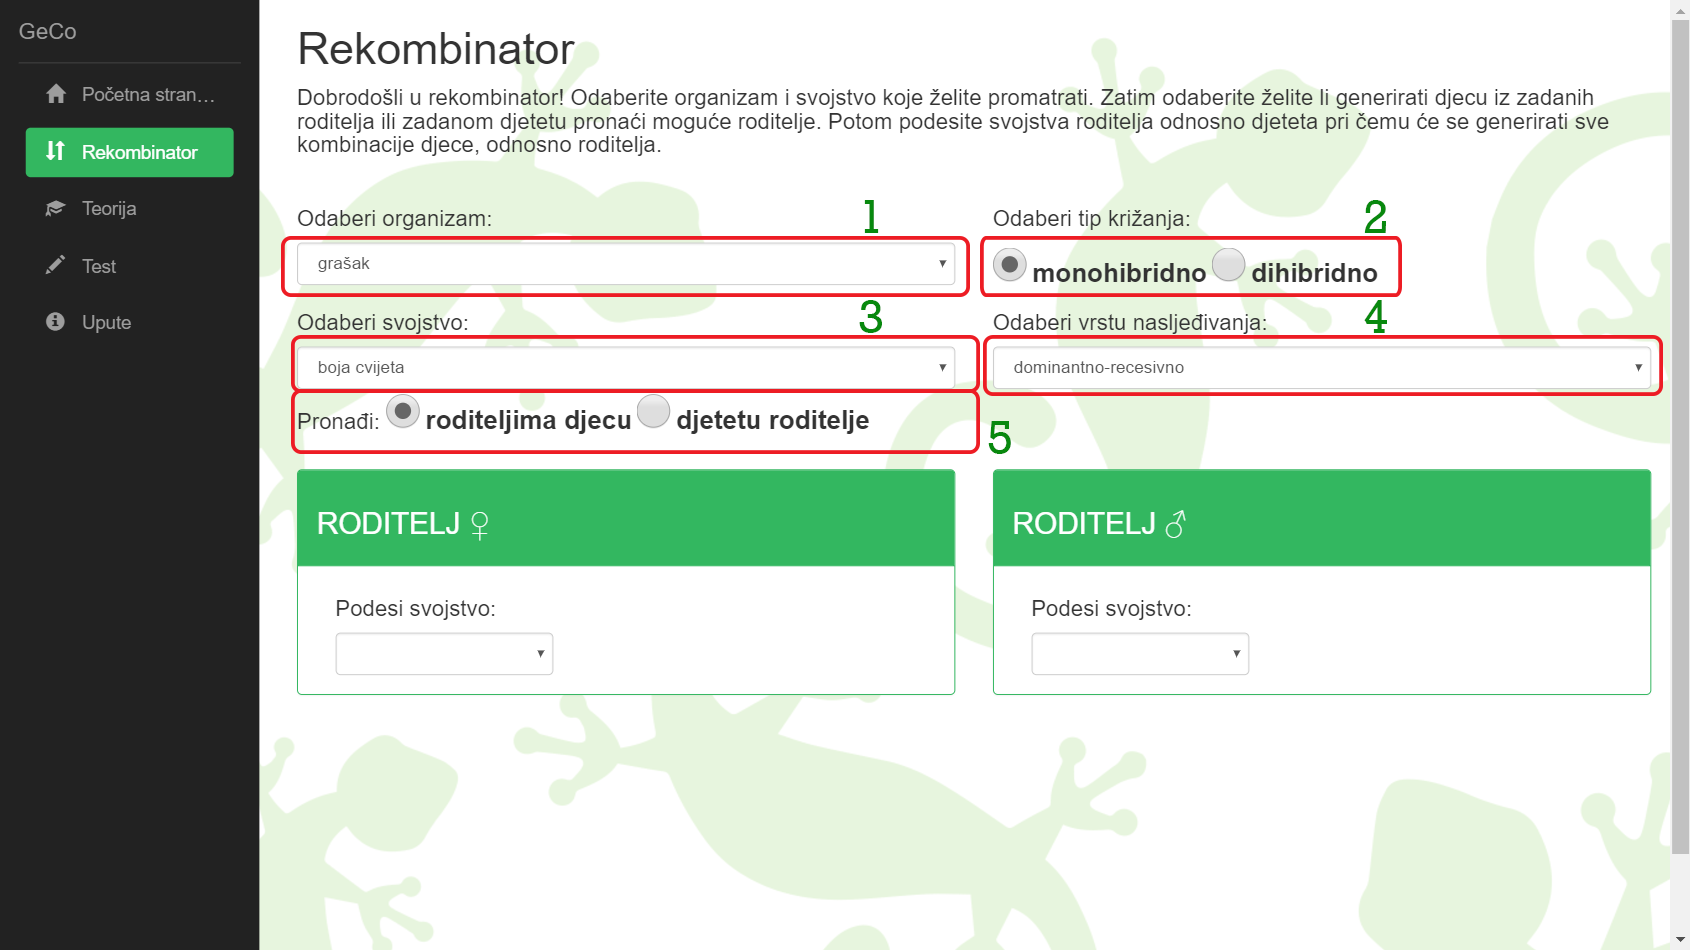 GeCo
Početna stran...
Rekombinator
Teorija
Test
Upute
Rekombinator
Dobrodošli u rekombinator! Odaberite organizam i svojstvo koje želite promatrati. Zatim odaberite želite li generirati djecu iz zadanih
roditelja ili zadanom djetetu pronaći moguće roditelje. Potom podesite svojstva roditelja odnosno djeteta pri čemu će se generirati sve
kombinacije djece, odnosno roditelja.
Odaberi organizam: 1
grašak
Odaberi tip križanja: 2
monohibridno dihibridno
Odaberi svojstvo: 3
boja cvijeta
Odaberi vrstu nasljeđivanja: 4
dominantno-recesivno
Pronađi: roditeljima djecu djetetu roditelje 5
RODITELJ ♀
Podesi svojstvo:
RODITELJ ♂
Podesi svojstvo: